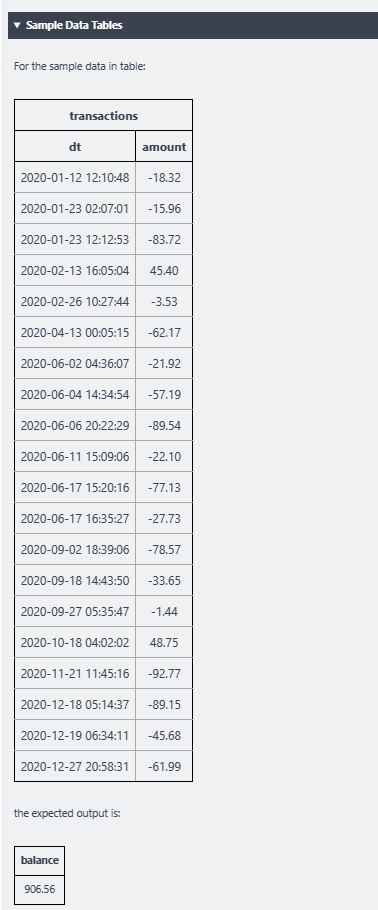 Sample Data Tables
For the sample data in table:
transactions
dt amount
2020-01-12 12:10:48 -18.32
2020-01-23 02:07:01 -15.96
2020-01-23 12:12:53 -83.72
2020-02-13 16:05:04 45.40
2020-02-26 10:27:44 -3.53
2020-04-13 00:05:15 -62.17
2020-06-02 04:36:07 -21.92
2020-06-04 14:34:54 -57.19
2020-06-06 20:22:29 -89.54
2020-06-11 15:09:06 -22.10
2020-06-17 15:20:16 -77.13
2020-06-17 16:35:27 -27.73
2020-09-02 18:39:06 -78.57
2020-09-18 14:43:50 -33.65
2020-09-27 05:35:47 -1.44
2020-10-18 04:02:02 48.75
2020-11-21 11:45:16 -92.77
2020-12-18 05:14:37 -89.15
2020-12-19 06:34:11 -45.68
2020-12-27 20:58:31 -61.99
the expected output is:
balance
906.56